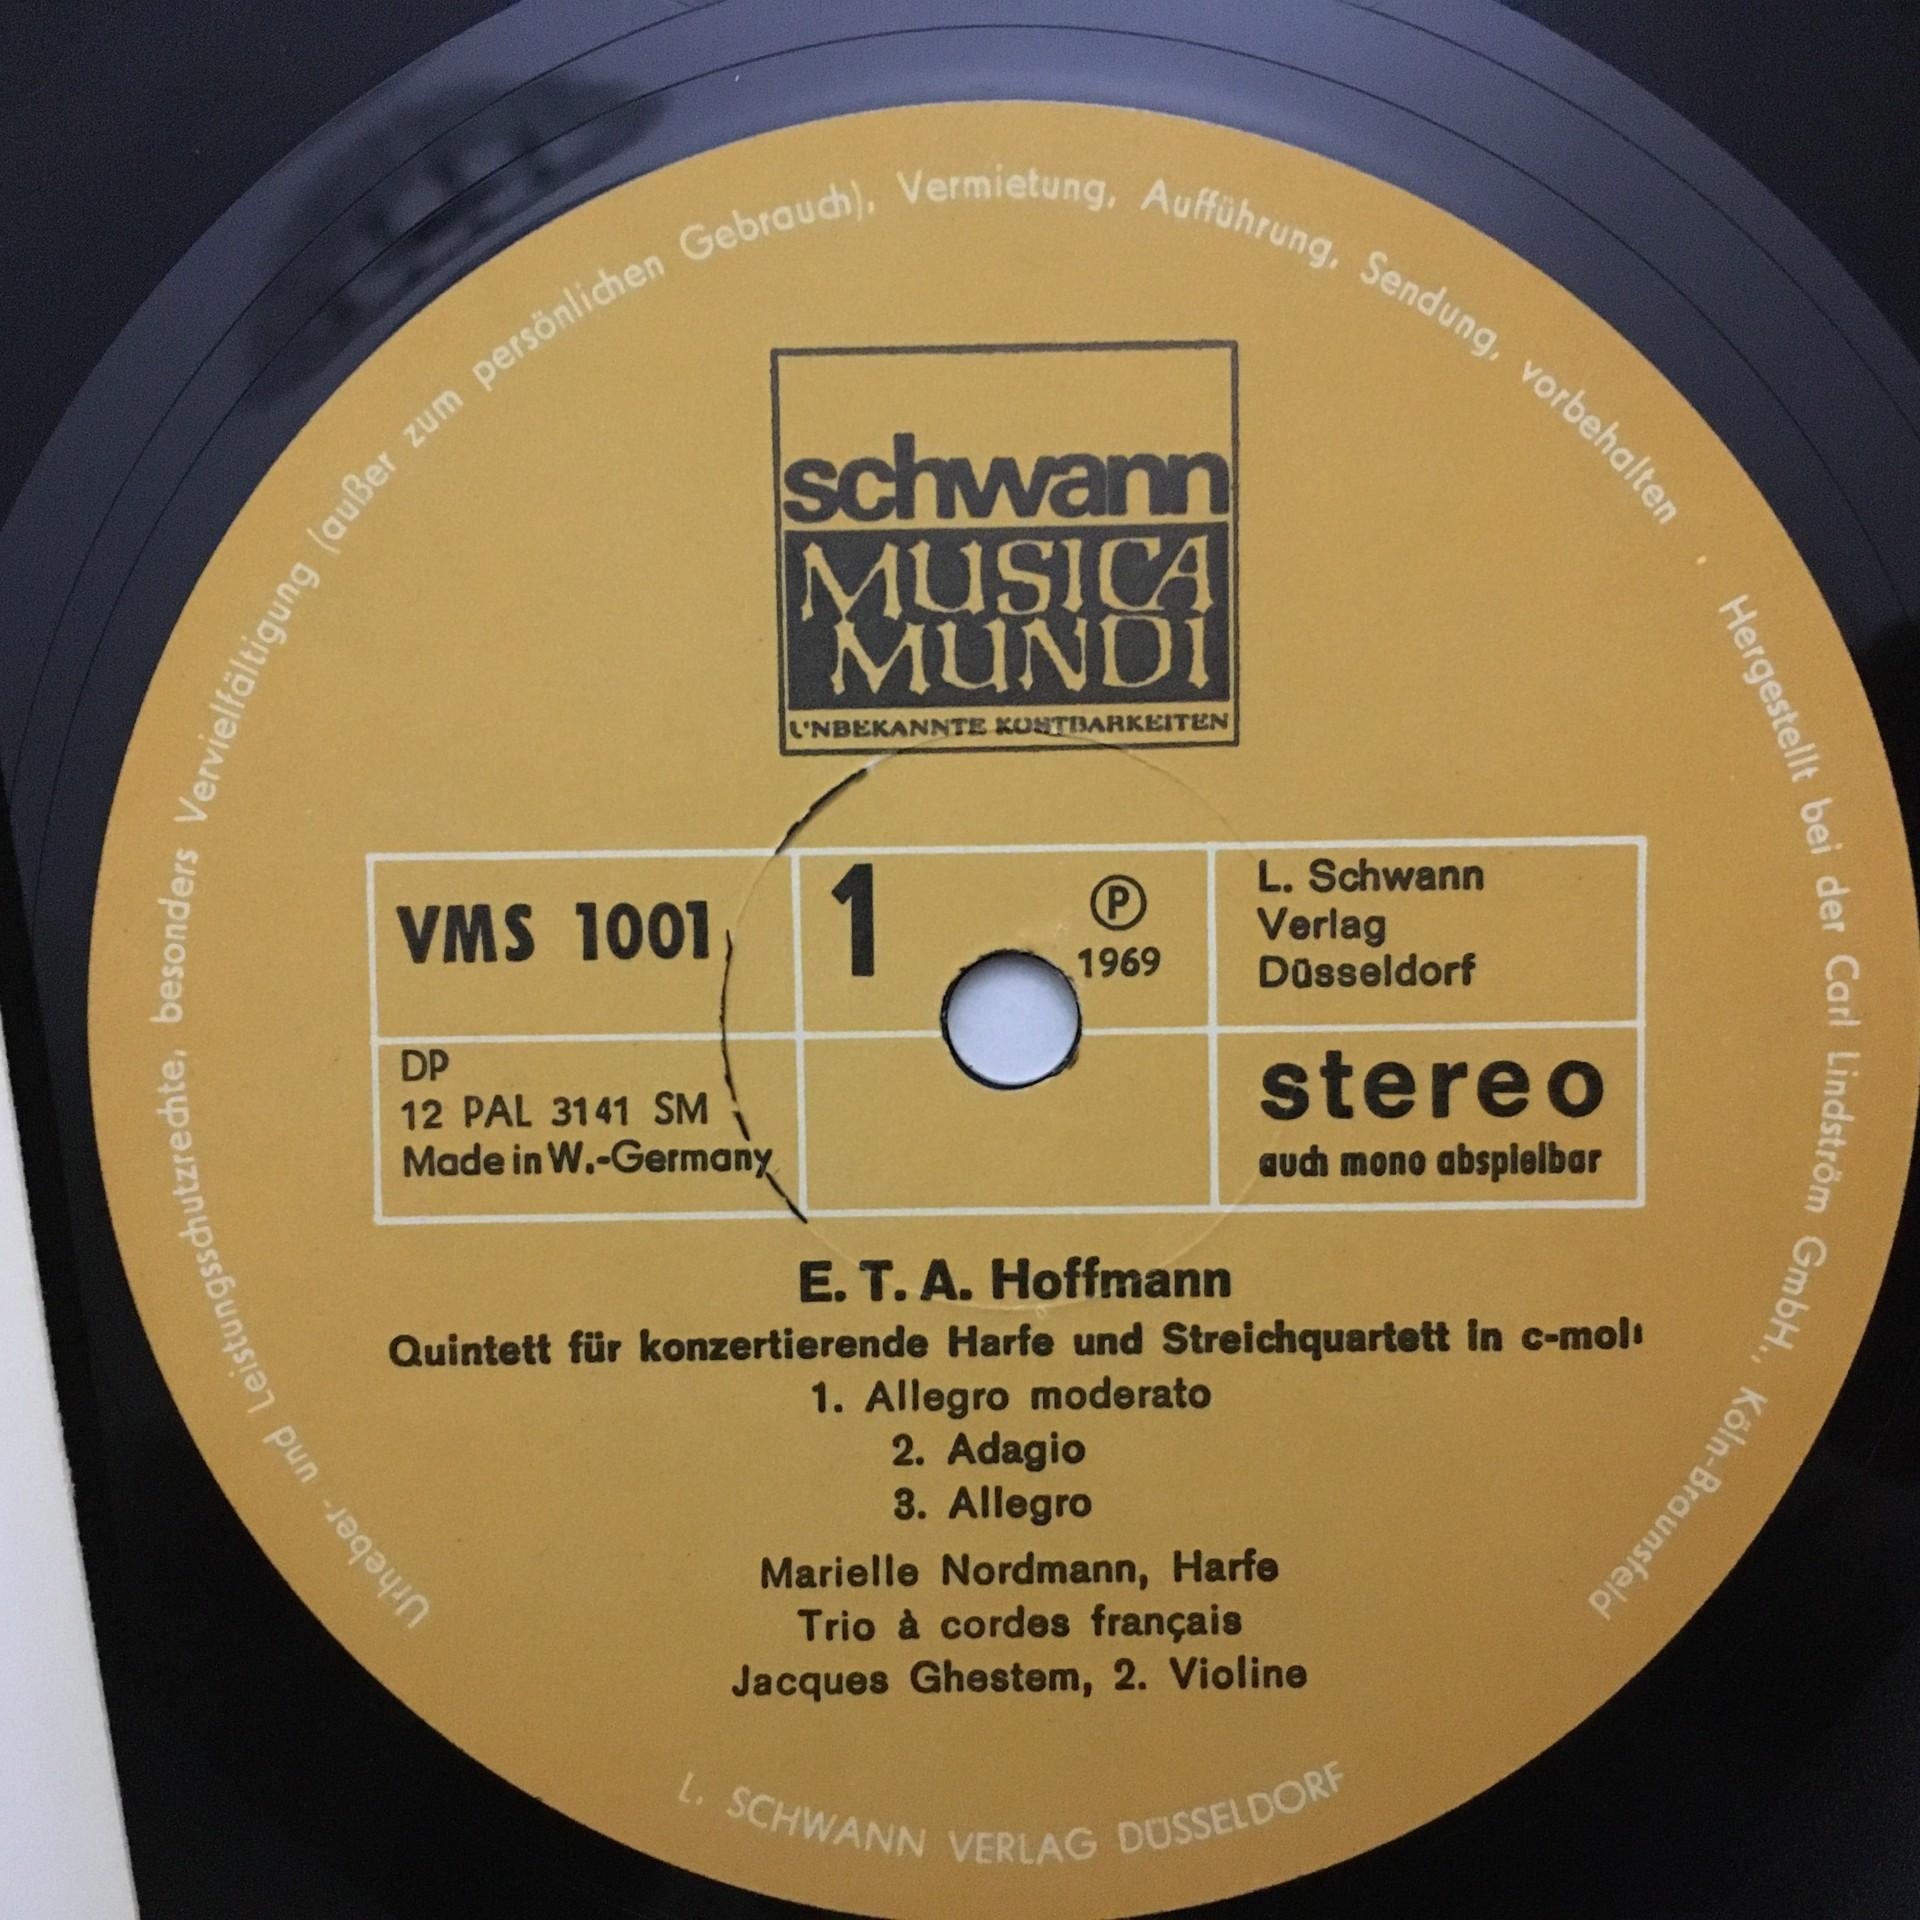 Urheber- und Leistungsschutzrechte, besonders Vervielfältigung (außer zum persönlichen Gebrauch), Vermietung, Aufführung, Sendung, vorbehalten · Hergestellt bei der Carl Lindström GmbH., Köln-Braunsfeld
schwann
MUSICA
MUNDI
UNBEKANNTE KOSTBARKEITEN
VMS 1001
1
Ⓟ
1969
L. Schwann
Verlag
Düsseldorf
DP
12 PAL 3141 SM
Made in W.-Germany
stereo
auch mono abspielbar
E. T. A. Hoffmann
Quintett für konzertierende Harfe und Streichquartett in c-moll
1. Allegro moderato
2. Adagio
3. Allegro
Marielle Nordmann, Harfe
Trio à cordes français
Jacques Ghestem, 2. Violine
L. SCHWANN VERLAG DÜSSELDORF